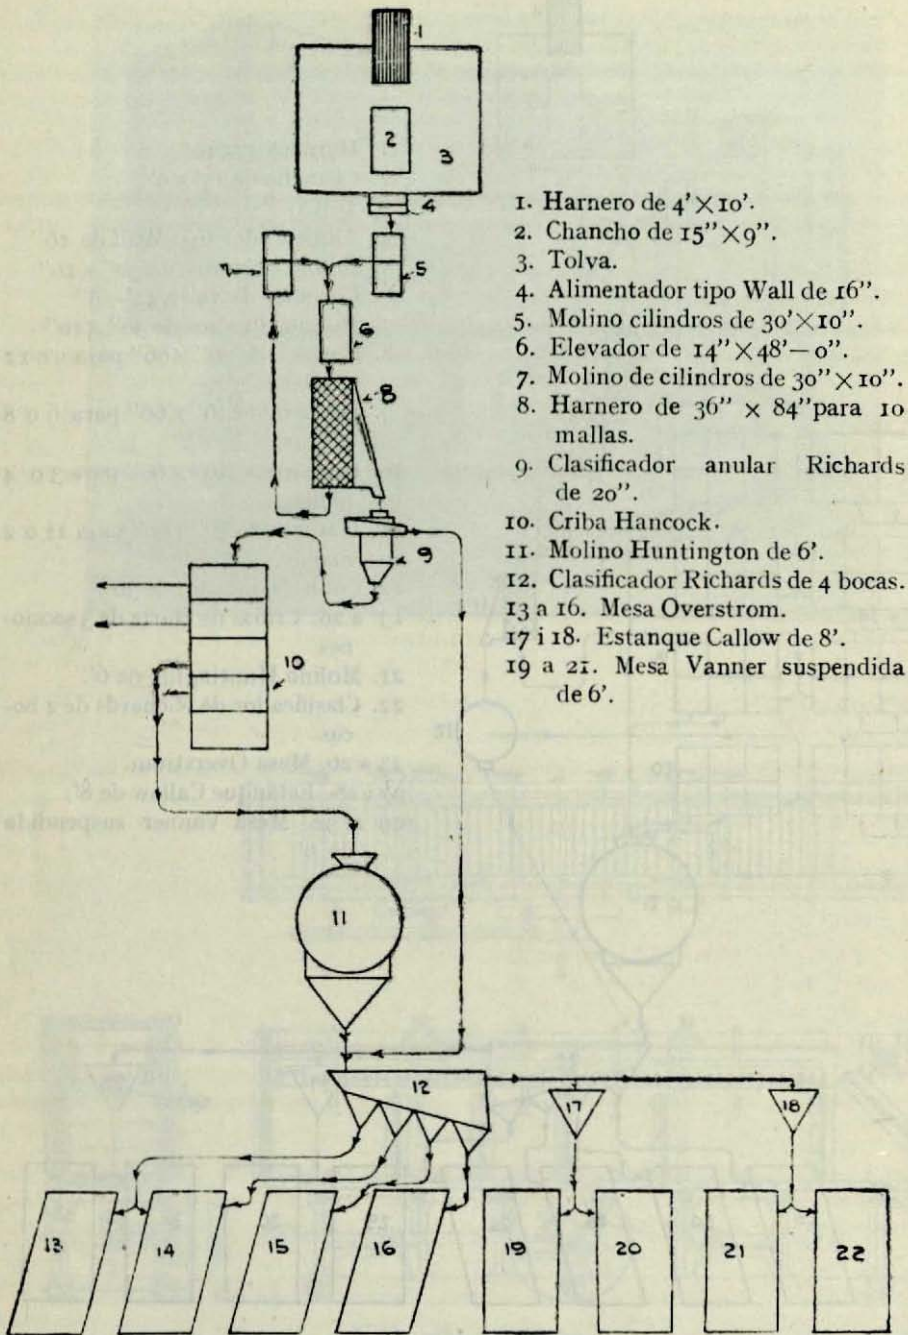 1
2
3
4
5
6
8
9
10
11
12
17
18
13
14
15
16
19
20
21
22
1. Harnero de 4'×10'.
2. Chancho de 15"×9".
3. Tolva.
4. Alimentador tipo Wall de 16".
5. Molino cilindros de 30'×10".
6. Elevador de 14"×48'—0".
7. Molino de cilindros de 30"×10".
8. Harnero de 36" x 84"para 10
mallas.
9. Clasificador anular Richards
de 20".
10. Criba Hancock.
11. Molino Huntington de 6'.
12. Clasificador Richards de 4 bocas.
13 a 16. Mesa Overstrom.
17 i 18. Estanque Callow de 8'.
19 a 21. Mesa Vanner suspendida
de 6'.